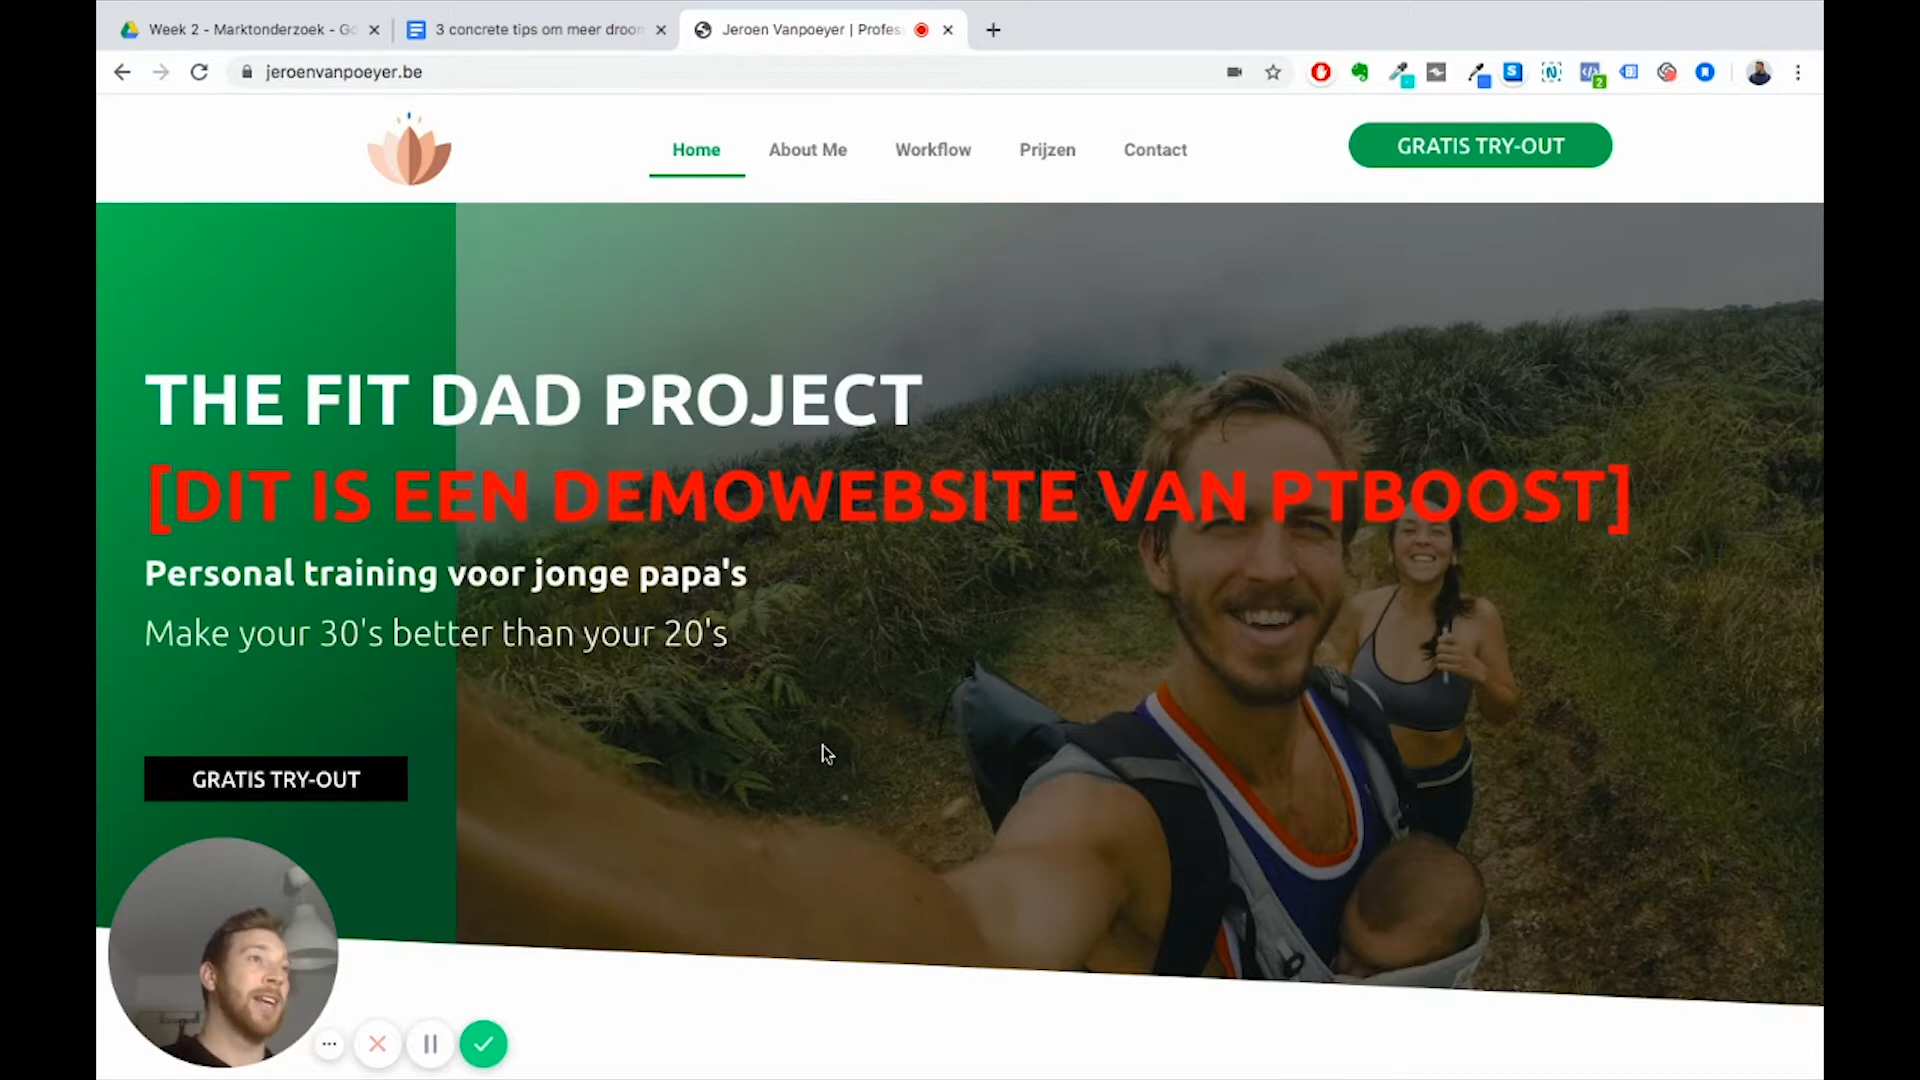 Week 2 - Marktonderzoek - Go
3 concrete tips om meer droon
Jeroen Vanpoeyer | Profes
jeroenvanpoeyer.be
Home
About Me
Workflow
Prijzen
Contact
GRATIS TRY-OUT
THE FIT DAD PROJECT
[DIT IS EEN DEMOWEBSITE VAN PTBOOST]
Personal training voor jonge papa's
Make your 30's better than your 20's
GRATIS TRY-OUT